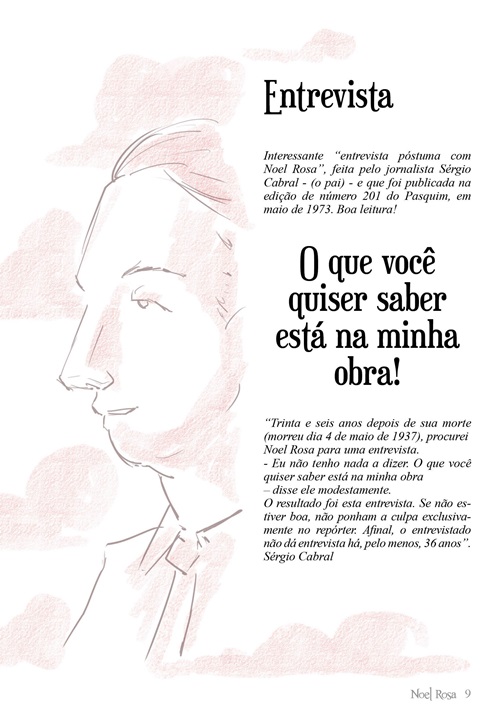 Entrevista
Interessante “entrevista póstuma com
Noel Rosa”, feita pelo jornalista Sérgio
Cabral - (o pai) - e que foi publicada na
edição de número 201 do Pasquim, em
maio de 1973. Boa leitura!
O que você
quiser saber
está na minha
obra!
“Trinta e seis anos depois de sua morte
(morreu dia 4 de maio de 1937), procurei
Noel Rosa para uma entrevista.
- Eu não tenho nada a dizer. O que você
quiser saber está na minha obra
– disse ele modestamente.
O resultado foi esta entrevista. Se não es-
tiver boa, não ponham a culpa exclusiva-
mente no repórter. Afinal, o entrevistado
não dá entrevista há, pelo menos, 36 anos”.
Sérgio Cabral
Noel Rosa 9